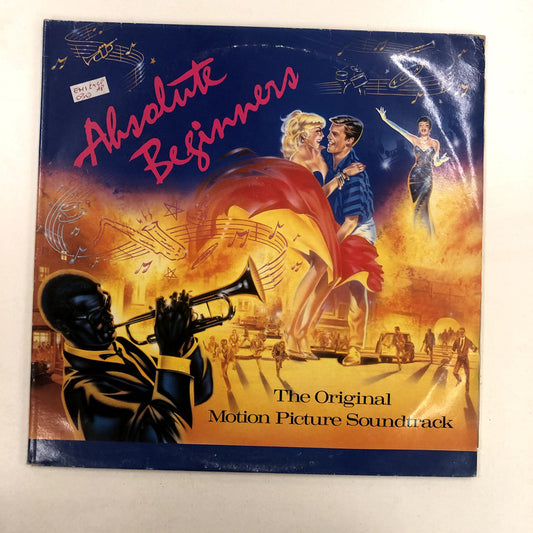 Absolute
Beginners
The Original
Motion Picture Soundtrack